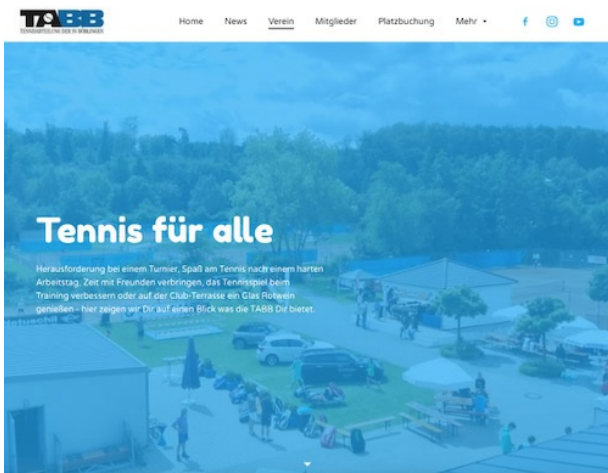 TABB
TENNISABTEILUNG DER SV BÖBLINGEN
Home News Verein Mitglieder Platzbuchung Mehr
Tennis für alle
Herausforderung bei einem Turnier, Spaß am Tennis nach einem harten
Arbeitstag, Zeit mit Freunden verbringen, das Tennisspiel beim
Training verbessern oder auf der Club-Terrasse ein Glas Rotwein
genießen - hier zeigen wir Dir auf einen Blick was die TABB Dir bietet.